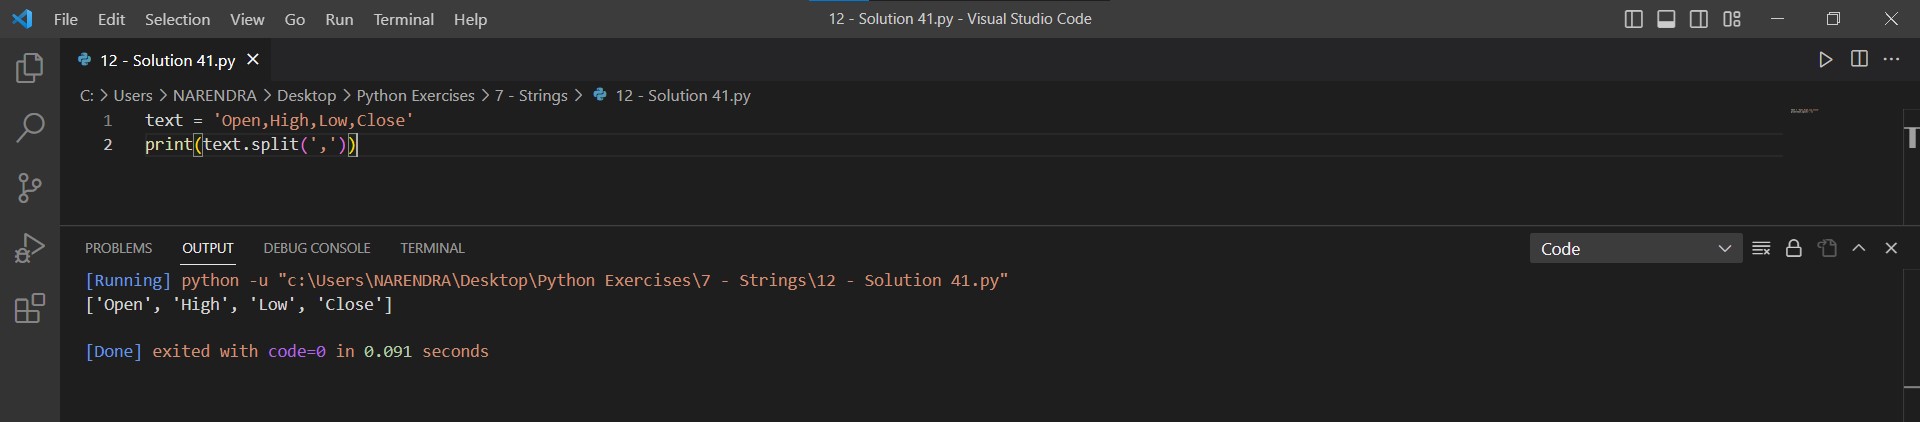 File Edit Selection View Go Run Terminal Help
12 - Solution 41.py - Visual Studio Code
12 - Solution 41.py
C: > Users > NARENDRA > Desktop > Python Exercises > 7 - Strings > 12 - Solution 41.py
1 text = 'Open,High,Low,Close'
2 print(text.split(','))
PROBLEMS OUTPUT DEBUG CONSOLE TERMINAL
Code
[Running] python -u "c:\Users\NARENDRA\Desktop\Python Exercises\7 - Strings\12 - Solution 41.py"
['Open', 'High', 'Low', 'Close']
[Done] exited with code=0 in 0.091 seconds